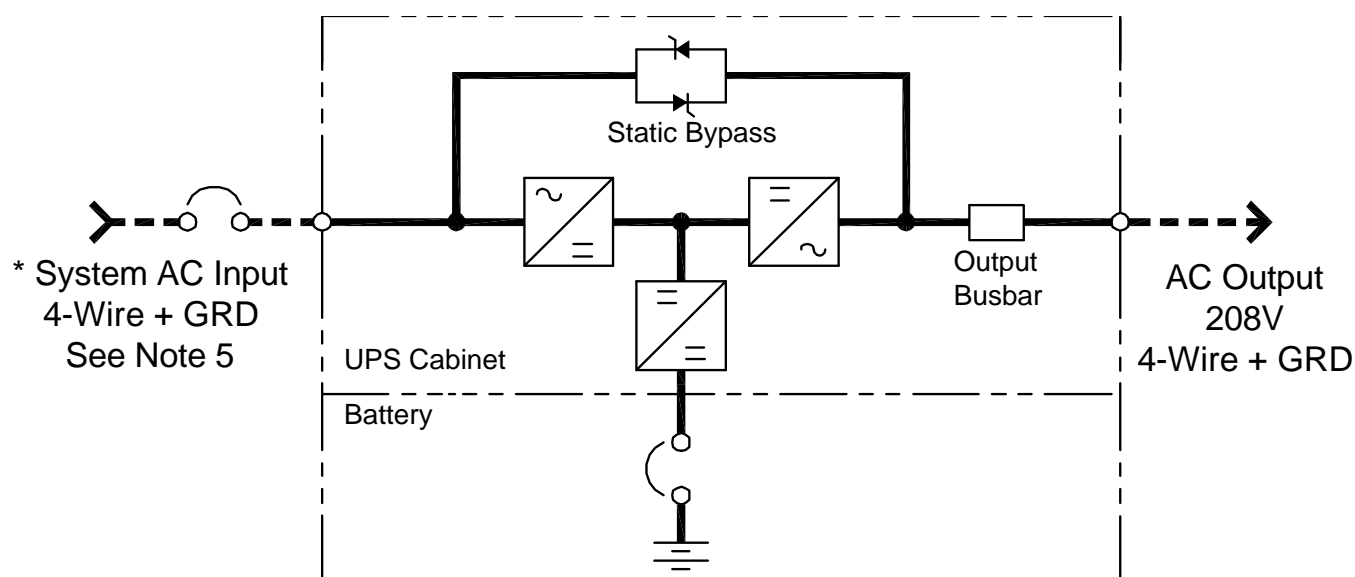 Static Bypass
* System AC Input
4-Wire + GRD
See Note 5
Output
Busbar
AC Output
208V
4-Wire + GRD
UPS Cabinet
Battery